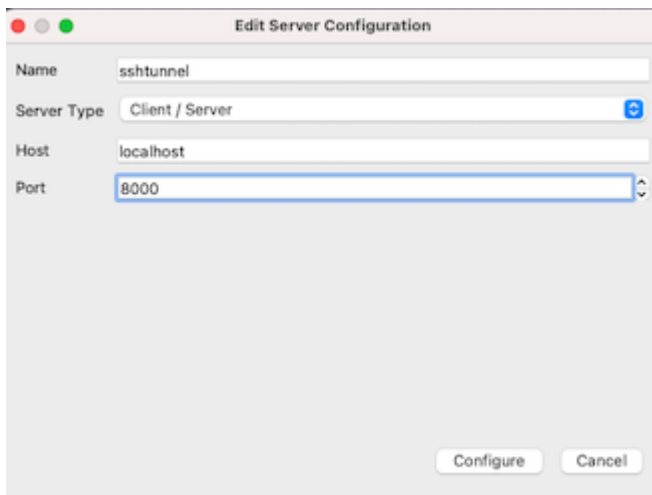 Edit Server Configuration
Name sshtunnel
Server Type Client / Server
Host localhost
Port 8000
Configure Cancel